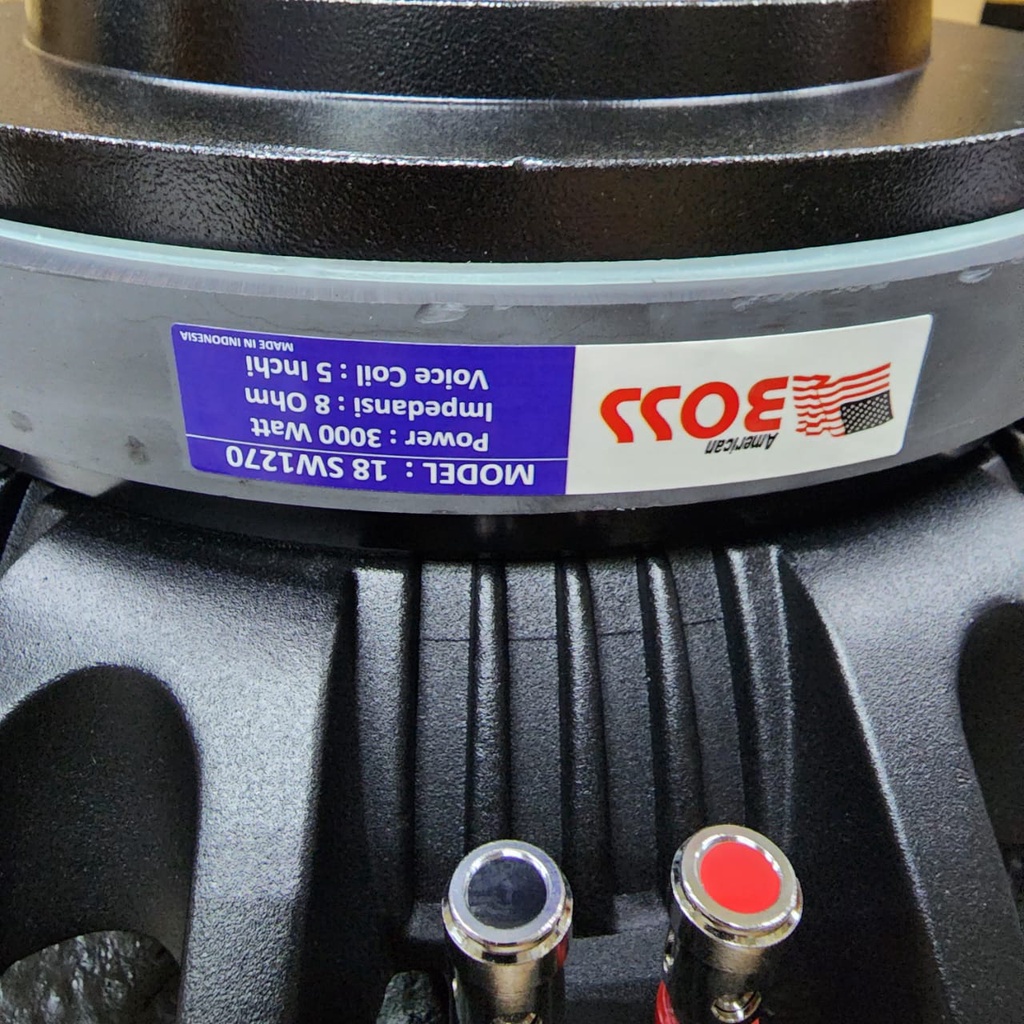 American
BOSS
MODEL : 18 SW1270
Power : 3000 Watt
Impedansi : 8 Ohm
Voice Coil : 5 Inchi
MADE IN INDONESIA